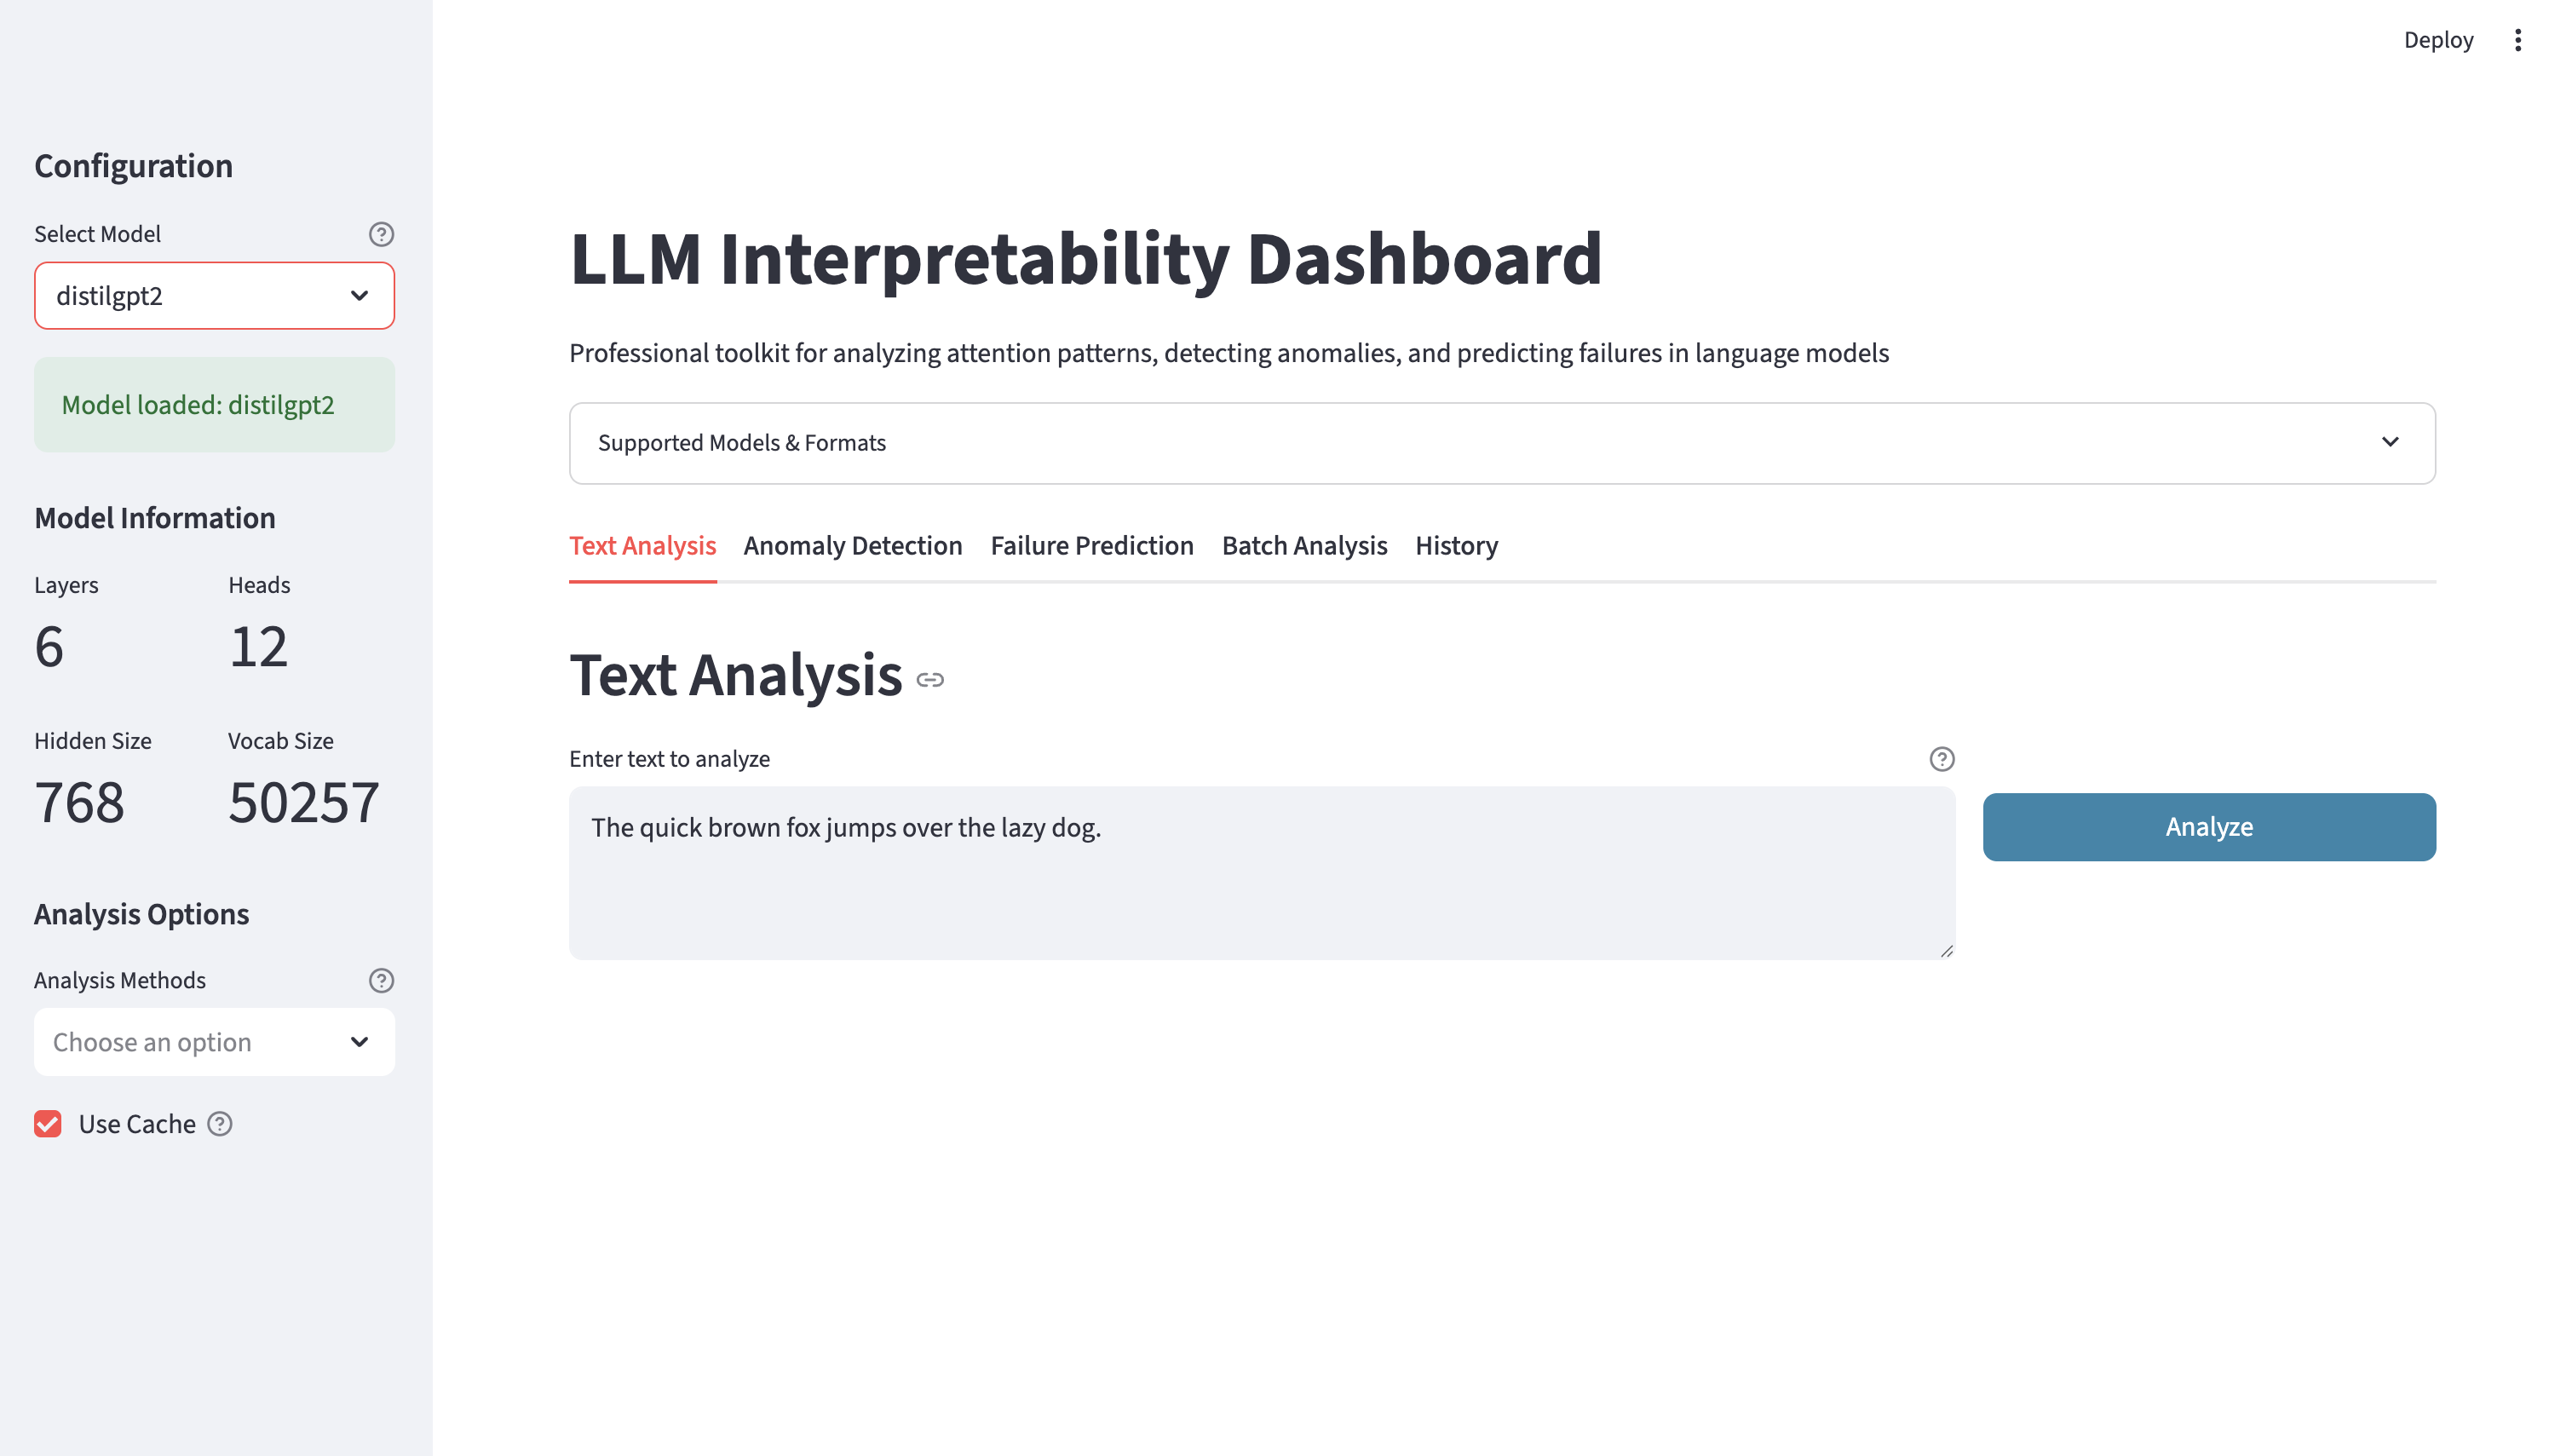 Deploy
Configuration
Select Model
distilgpt2
Model loaded: distilgpt2
Model Information
Layers
Heads
6
12
Hidden Size
Vocab Size
768
50257
Analysis Options
Analysis Methods
Choose an option
Use Cache
LLM Interpretability Dashboard
Professional toolkit for analyzing attention patterns, detecting anomalies, and predicting failures in language models
Supported Models & Formats
Text Analysis
Anomaly Detection
Failure Prediction
Batch Analysis
History
Text Analysis
Enter text to analyze
The quick brown fox jumps over the lazy dog.
Analyze